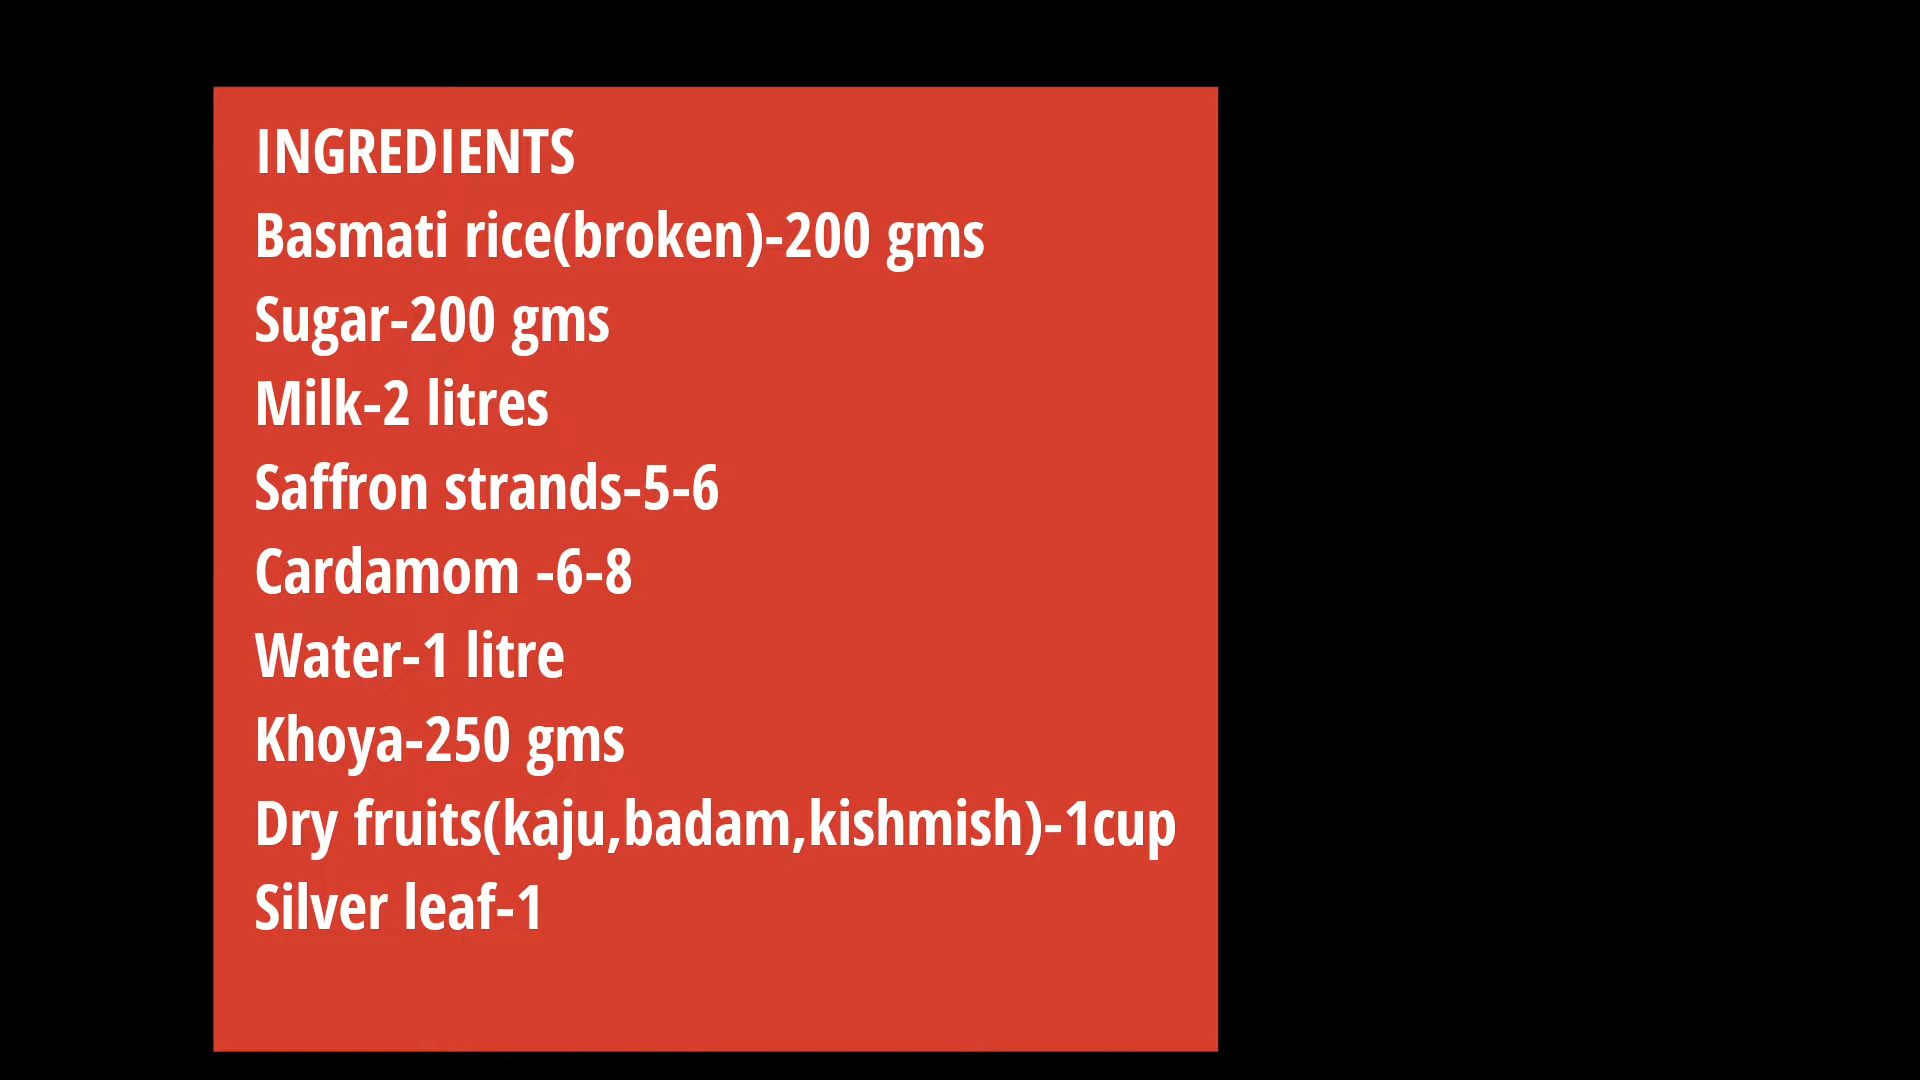 INGREDIENTS
Basmati rice(broken)-200 gms
Sugar-200 gms
Milk-2 litres
Saffron strands-5-6
Cardamom -6-8
Water-1 litre
Khoya-250 gms
Dry fruits(kaju,badam,kishmish)-1cup
Silver leaf-1